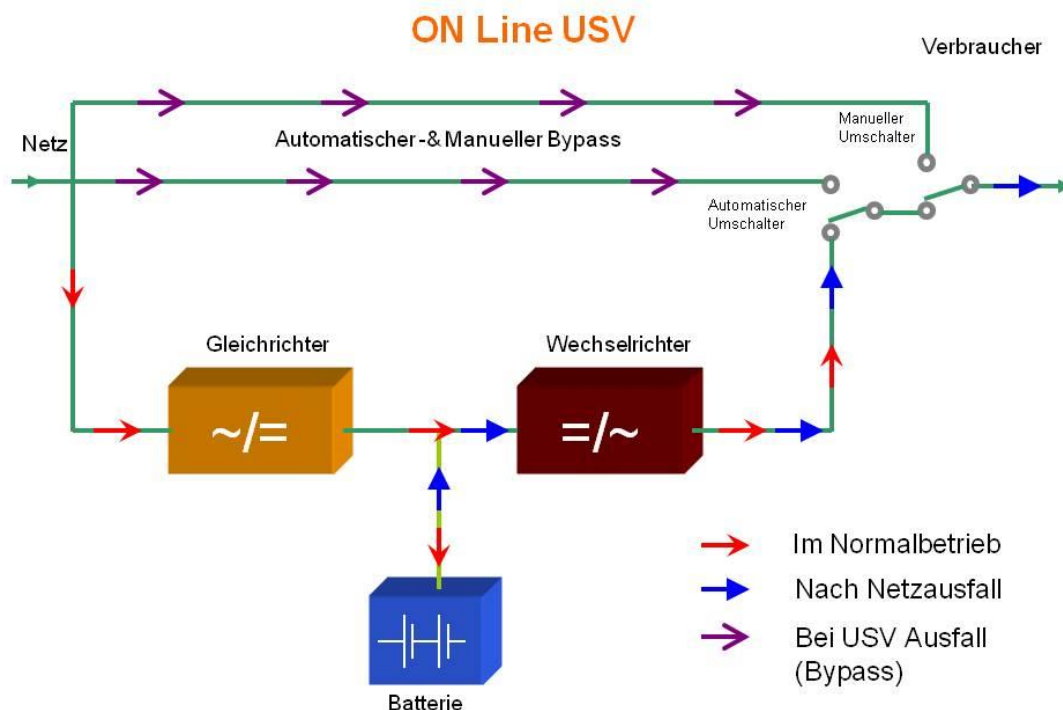 ON Line USV
Verbraucher
Manueller
Umschalter
Netz
Automatischer-& Manueller Bypass
Automatischer
Umschalter
Gleichrichter
Wechselrichter
~/=
=/~
Im Normalbetrieb
Nach Netzausfall
Bei USV Ausfall
(Bypass)
Batterie